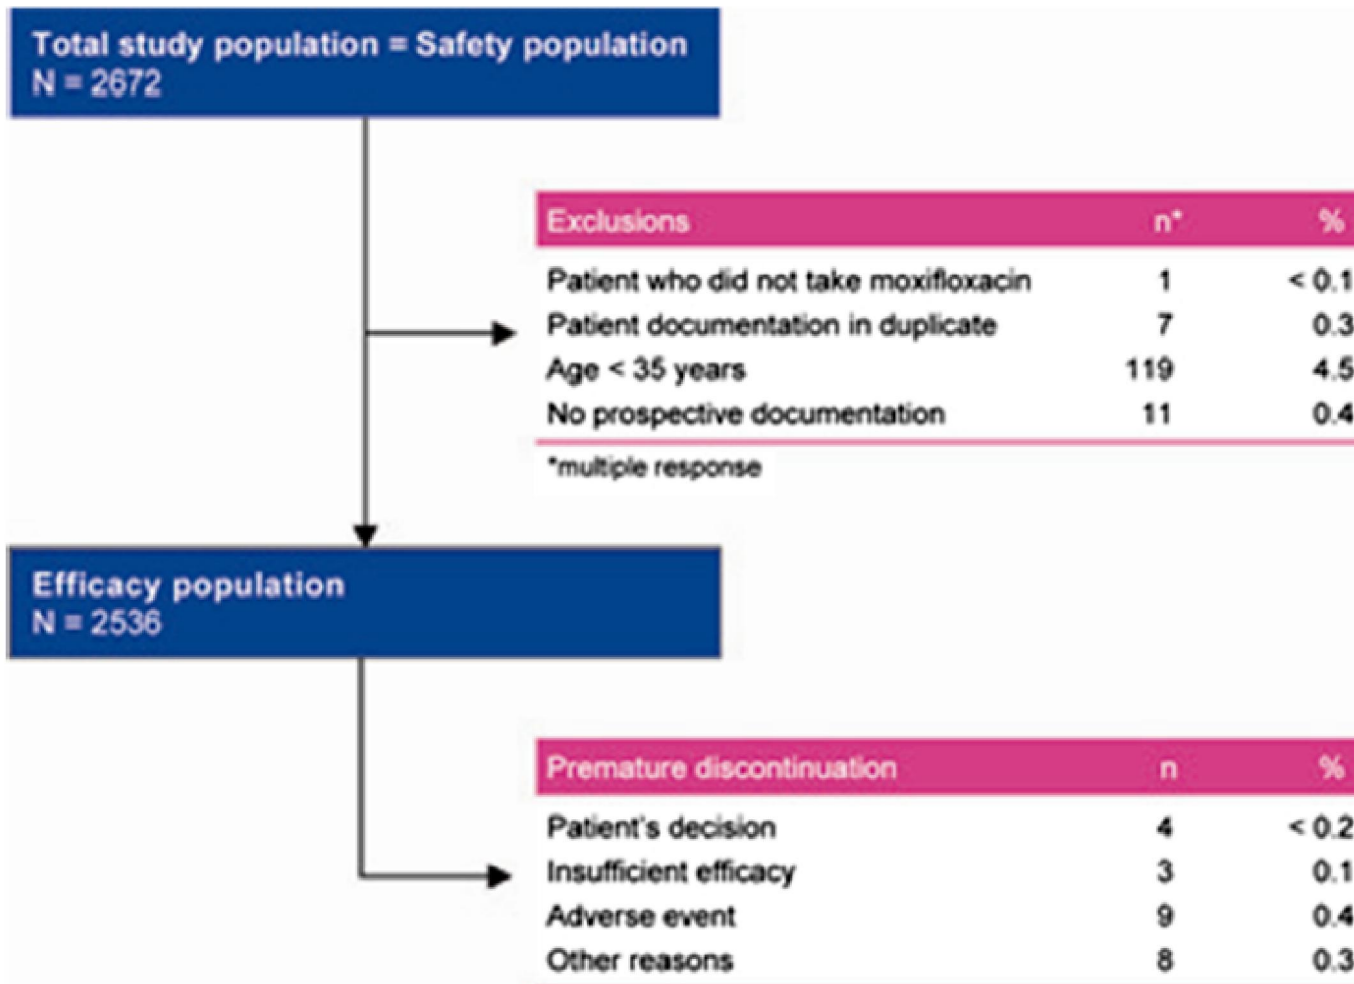 Total study population = Safety population
N = 2672
Exclusions n* %
Patient who did not take moxifloxacin 1 < 0.1
Patient documentation in duplicate 7 0.3
Age < 35 years 119 4.5
No prospective documentation 11 0.4
*multiple response
Efficacy population
N = 2536
Premature discontinuation n %
Patient's decision 4 < 0.2
Insufficient efficacy 3 0.1
Adverse event 9 0.4
Other reasons 8 0.3